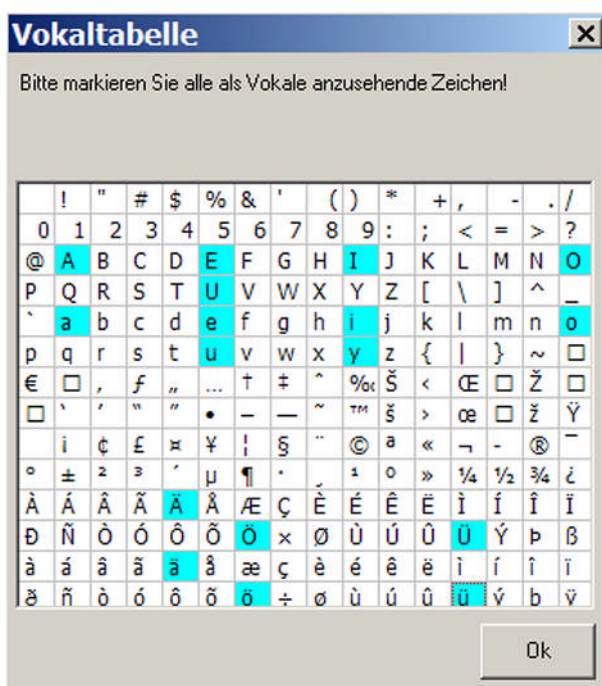 Vokaltabelle
Bitte markieren Sie alle als Vokale anzusehende Zeichen!
! " # $ % & ' ( ) * + , - . /
0 1 2 3 4 5 6 7 8 9 : ; < = > ?
@ A B C D E F G H I J K L M N O
P Q R S T U V W X Y Z [ \ ] ^ _
` a b c d e f g h i j k l m n o
p q r s t u v w x y z { | } ~ □
€ □ ‚ ƒ „ … † ‡ ˆ ‰ Š ‹ Œ □ Ž □
□ ‘ ’ “ ” • – — ˜ ™ š › œ □ ž Ÿ
¡ ¢ £ ¤ ¥ ¦ § ¨ © ª « ¬ - ® ¯
° ± ² ³ ´ µ ¶ · ¸ ¹ º » ¼ ½ ¾ ¿
À Á Â Ã Ä Å Æ Ç È É Ê Ë Ì Í Î Ï
Ð Ñ Ò Ó Ô Õ Ö × Ø Ù Ú Û Ü Ý Þ ß
à á â ã ä å æ ç è é ê ë ì í î ï
ð ñ ò ó ô õ ö ÷ ø ù ú û ü ý þ ÿ
Ok